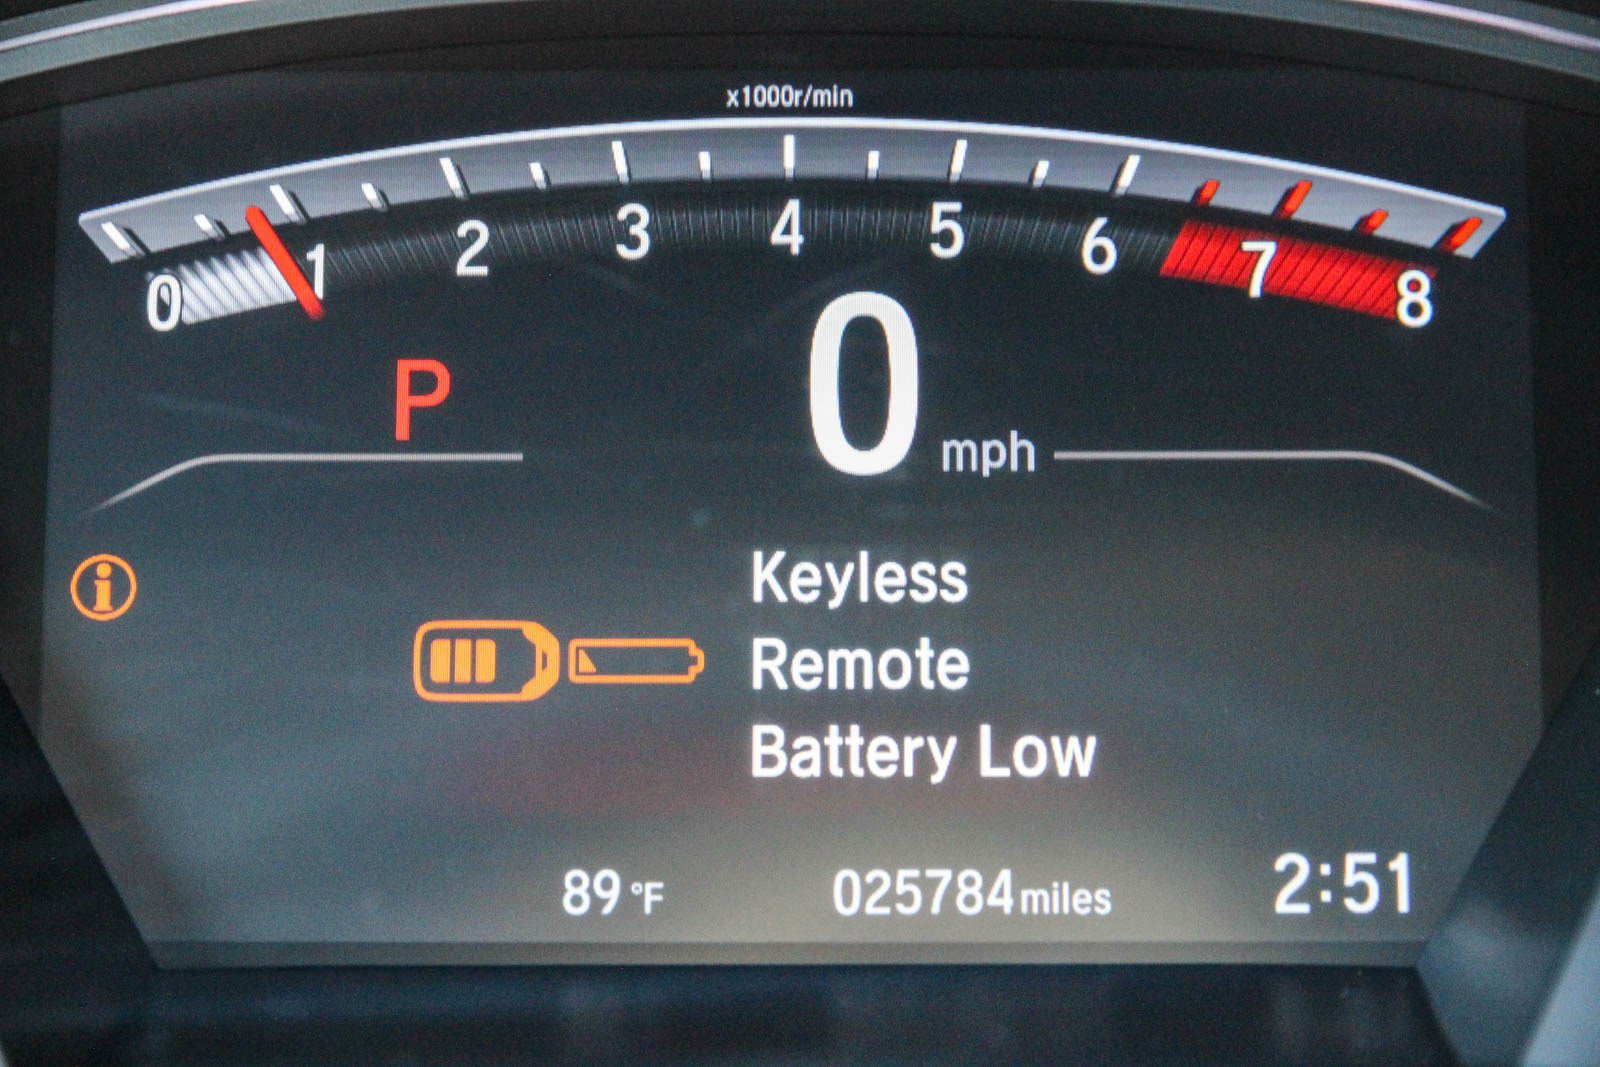 x1000r/min
0 1 2 3 4 5 6 7 8
P
0 mph
i
Keyless
Remote
Battery Low
89 °F 025784 miles 2:51